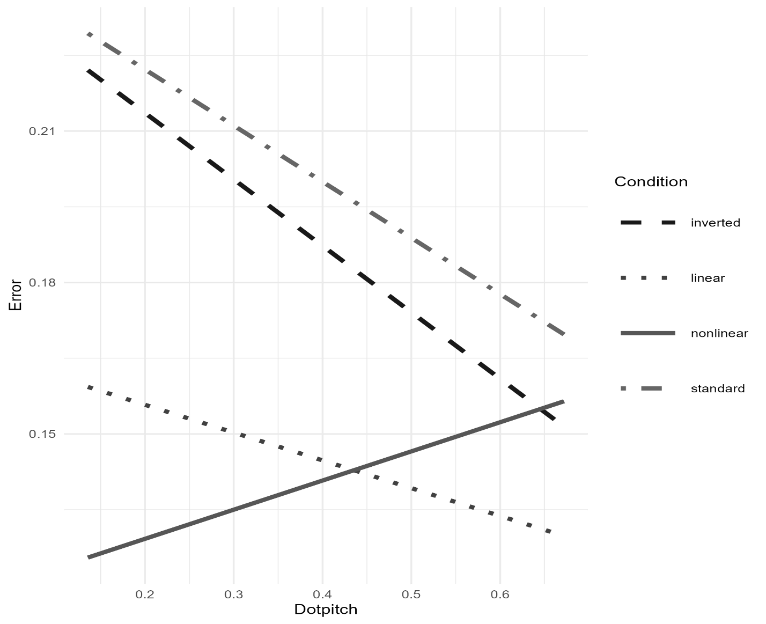 0.21
0.18
0.15
Error
0.2 0.3 0.4 0.5 0.6
Dotpitch
Condition
inverted
linear
nonlinear
standard